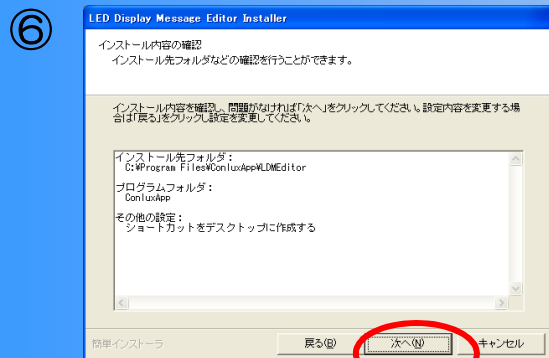 ⑥
LED Display Message Editor Installer
インストール内容の確認
インストール先フォルダなどの確認を行うことができます。
インストール内容を確認し、問題がなければ「次へ」をクリックしてください。設定内容を変更する場
合は「戻る」をクリックし設定を変更してください。
インストール先フォルダ:
C:¥Program Files¥ConluxApp¥LDMEditor
プログラムフォルダ:
ConluxApp
その他の設定:
ショートカットをデスクトップに作成する
簡単インストーラ
戻る(B)
次へ(N)
キャンセル